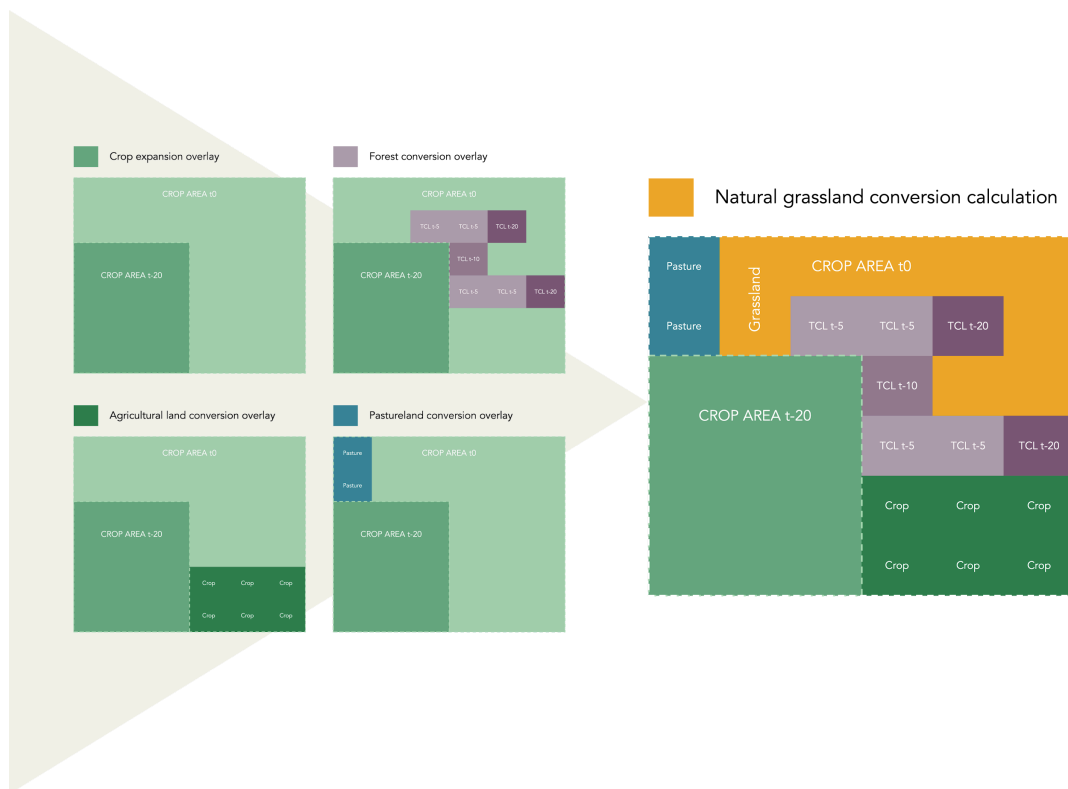 Crop expansion overlay
CROP AREA t0
CROP AREA t-20
Forest conversion overlay
CROP AREA t0
TCL t-5 TCL t-5 TCL t-20
TCL t-10
CROP AREA t-20
TCL t-5 TCL t-5 TCL t-20
Agricultural land conversion overlay
CROP AREA t0
CROP AREA t-20
Crop Crop Crop
Crop Crop Crop
Pastureland conversion overlay
Pasture CROP AREA t0
Pasture
CROP AREA t-20
Natural grassland conversion calculation
Pasture CROP AREA t0
Grassland
Pasture TCL t-5 TCL t-5 TCL t-20
TCL t-10
CROP AREA t-20
TCL t-5 TCL t-5 TCL t-20
Crop Crop Crop
Crop Crop Crop